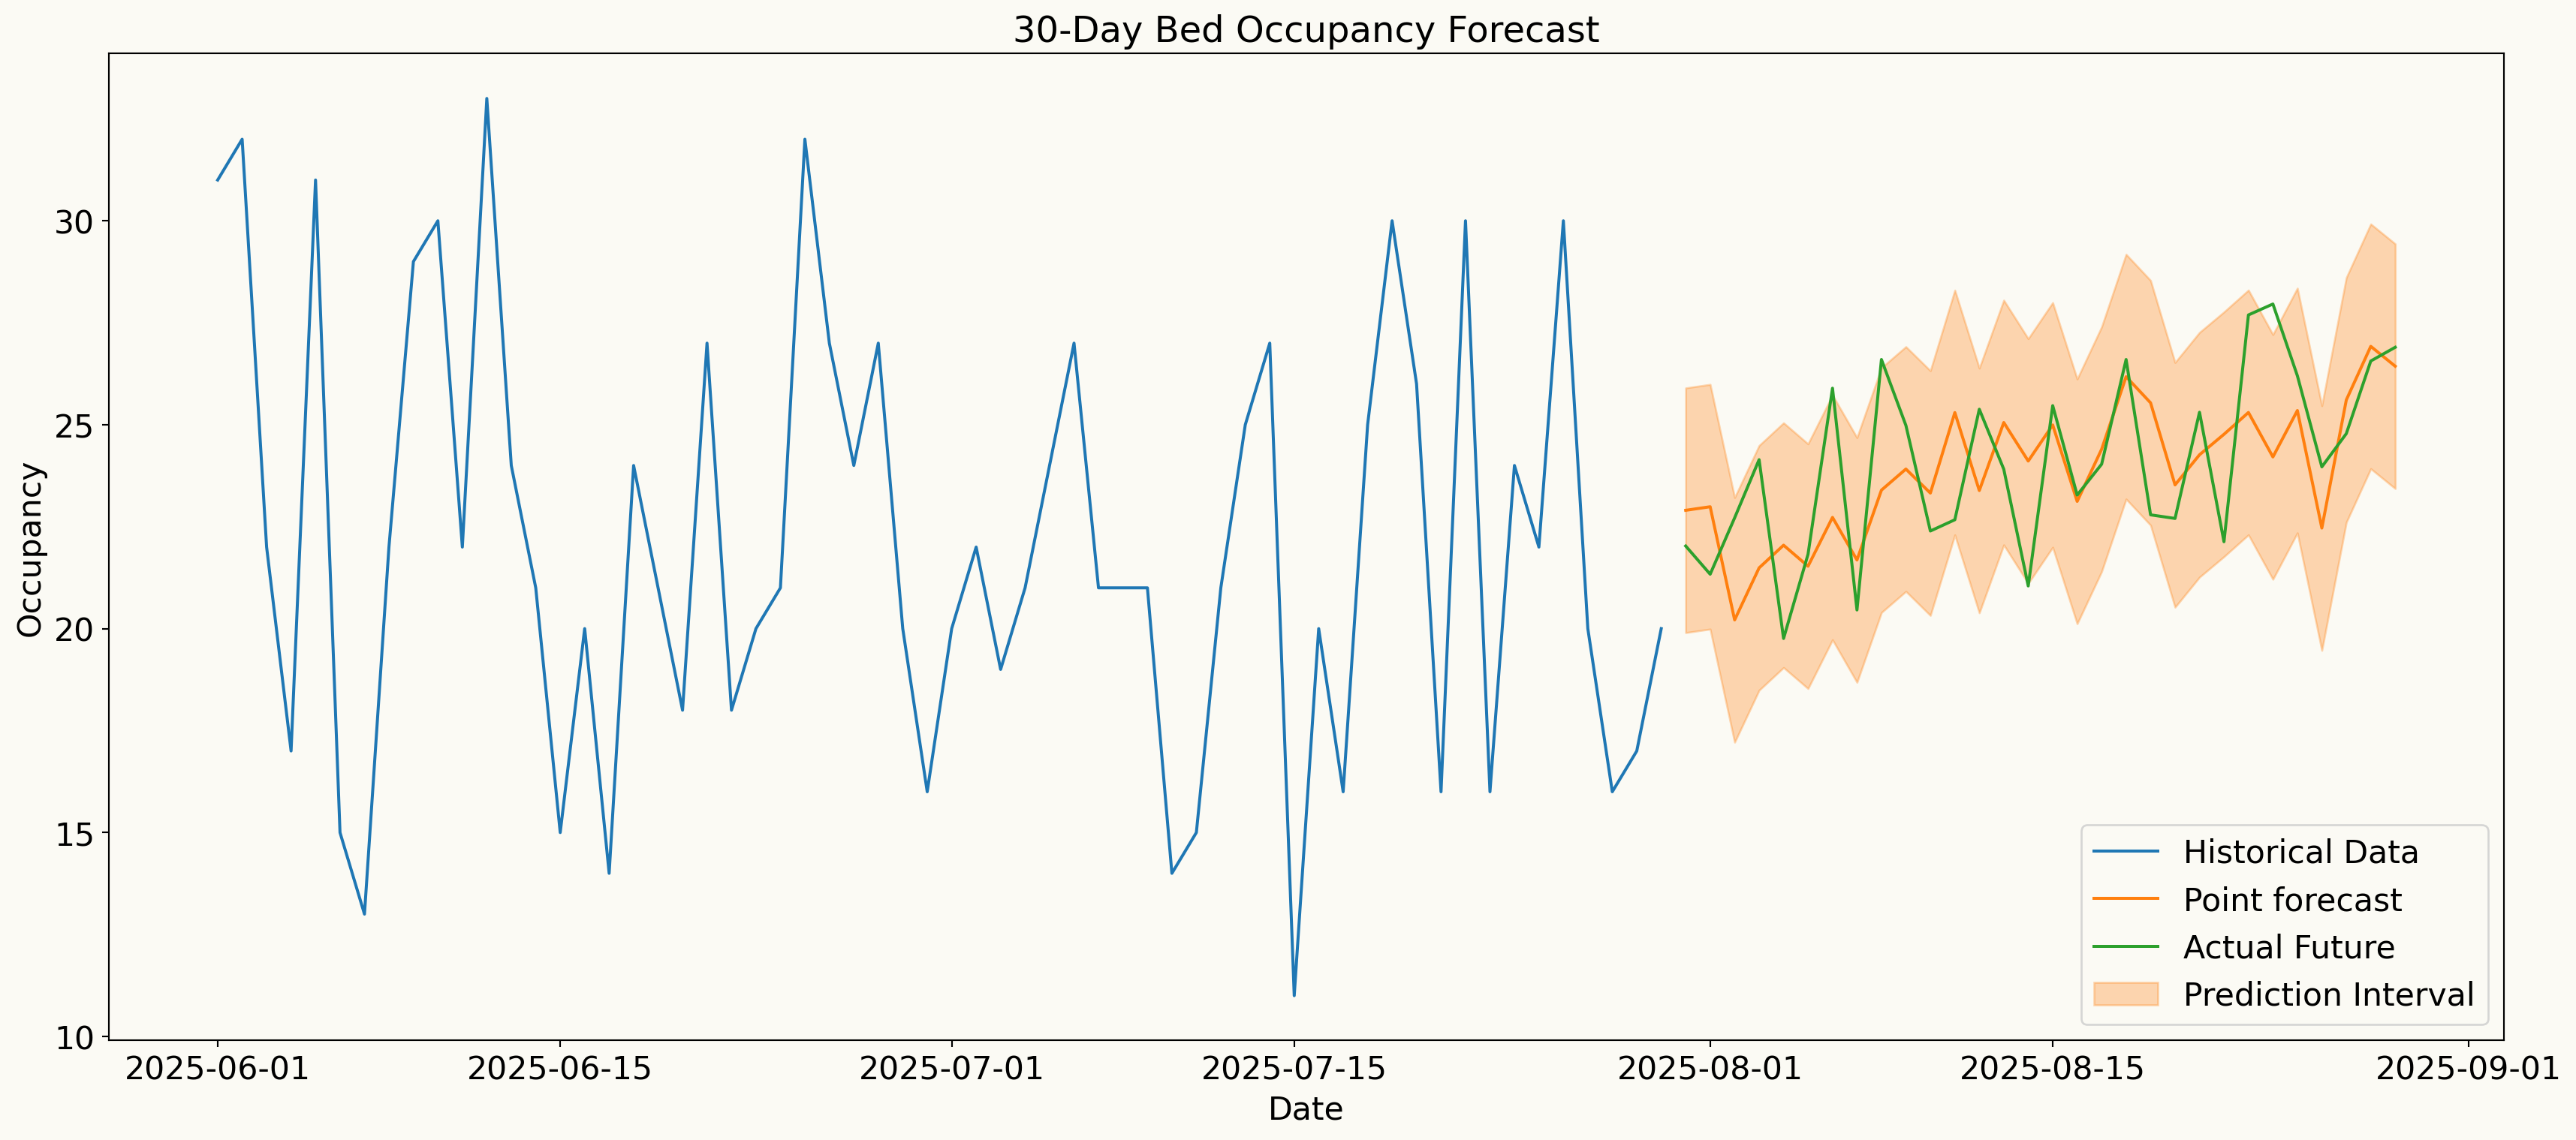 30-Day Bed Occupancy Forecast
Occupancy
30
25
20
15
10
2025-06-01
2025-06-15
2025-07-01
2025-07-15
2025-08-01
2025-08-15
2025-09-01
Date
Historical Data
Point forecast
Actual Future
Prediction Interval